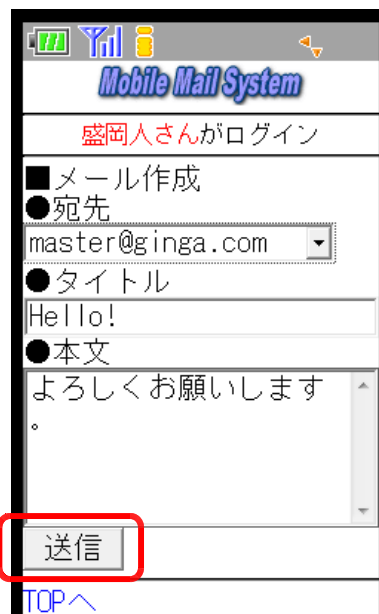 Mobile Mail System
盛岡人さんがログイン
■メール作成
●宛先
master@ginga.com
●タイトル
Hello!
●本文
よろしくお願いします
。
送信
TOPへ